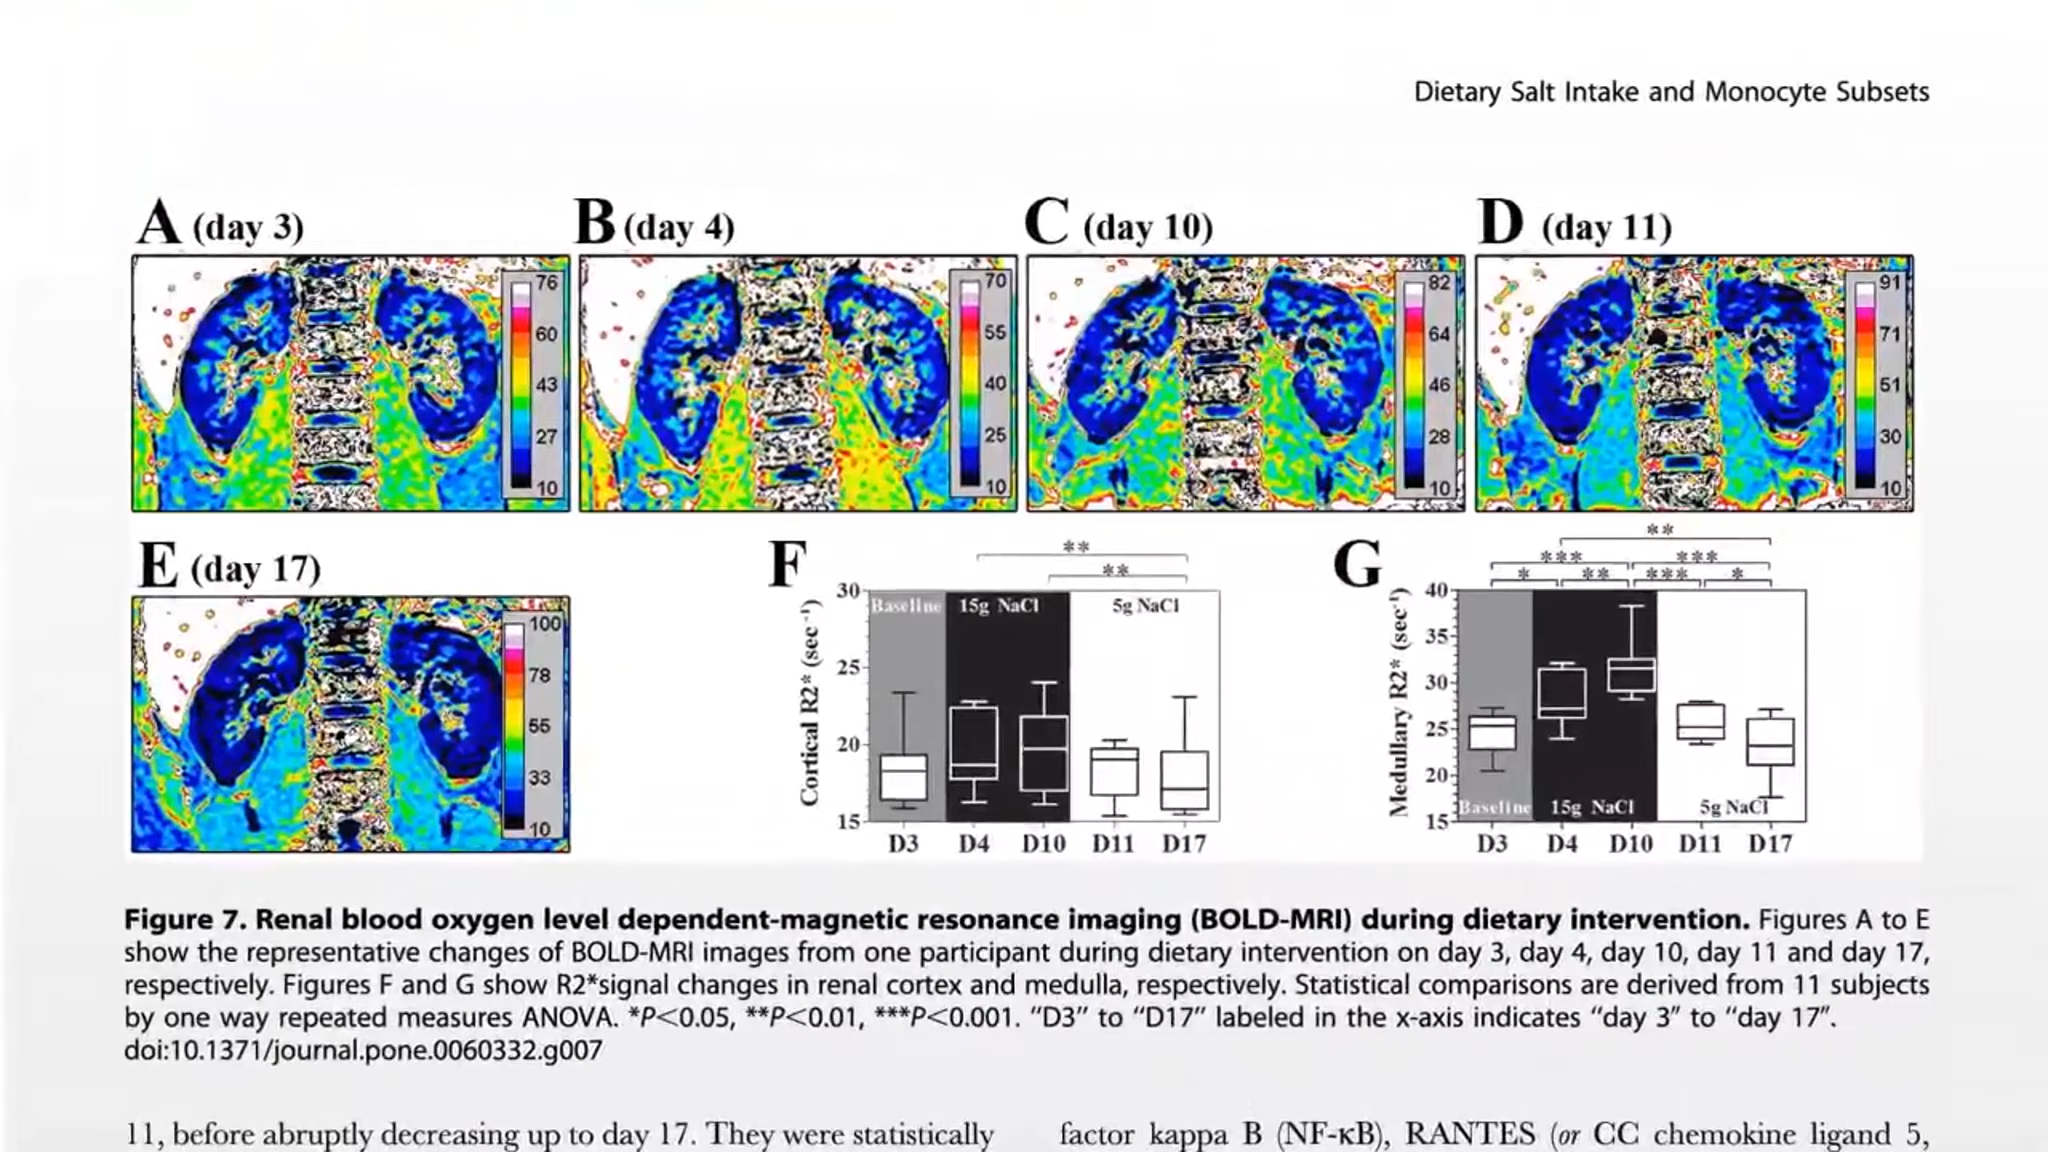 Dietary Salt Intake and Monocyte Subsets
A (day 3)
B (day 4)
C (day 10)
D (day 11)
76
60
43
27
10
70
55
40
25
10
82
64
46
28
10
91
71
51
30
10
E (day 17)
100
78
55
33
10
F
**
**
30
25
20
15
Cortical R2* (sec⁻¹)
Baseline
15g NaCl
5g NaCl
D3 D4 D10 D11 D17
G
**
*** ***
* ** *** *
40
35
30
25
20
15
Medullary R2* (sec⁻¹)
Baseline
15g NaCl
5g NaCl
D3 D4 D10 D11 D17
Figure 7. Renal blood oxygen level dependent-magnetic resonance imaging (BOLD-MRI) during dietary intervention. Figures A to E
show the representative changes of BOLD-MRI images from one participant during dietary intervention on day 3, day 4, day 10, day 11 and day 17,
respectively. Figures F and G show R2*signal changes in renal cortex and medulla, respectively. Statistical comparisons are derived from 11 subjects
by one way repeated measures ANOVA. *P<0.05, **P<0.01, ***P<0.001. “D3” to “D17” labeled in the x-axis indicates “day 3” to “day 17”.
doi:10.1371/journal.pone.0060332.g007
11, before abruptly decreasing up to day 17. They were statistically
factor kappa B (NF-κB), RANTES (or CC chemokine ligand 5,